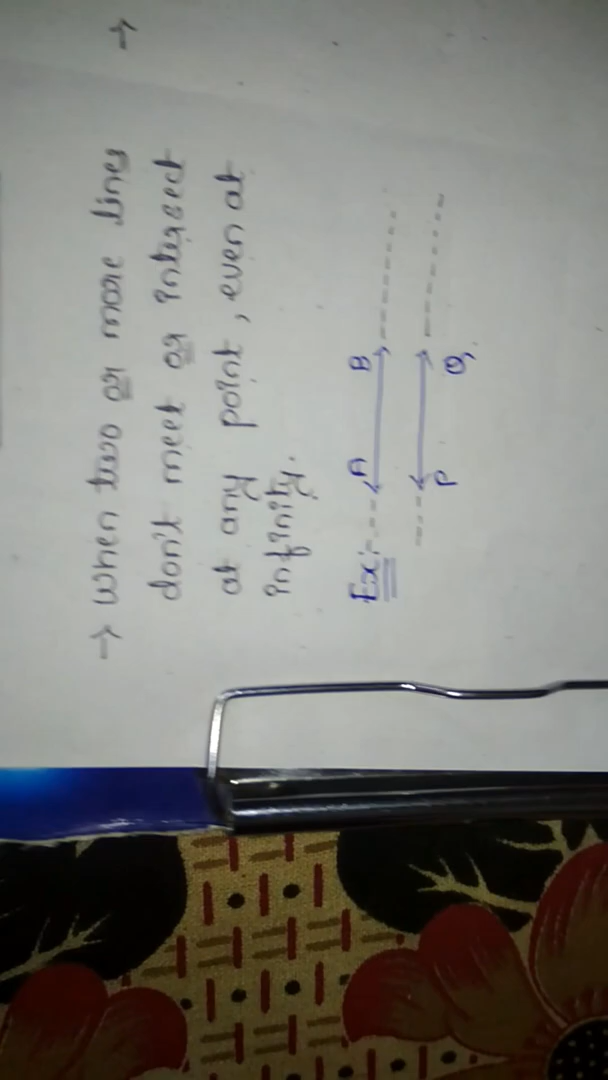 → When two or more lines →
don't meet or intersect
at any point, even at
infinity.
Ex:
A B
P Q,